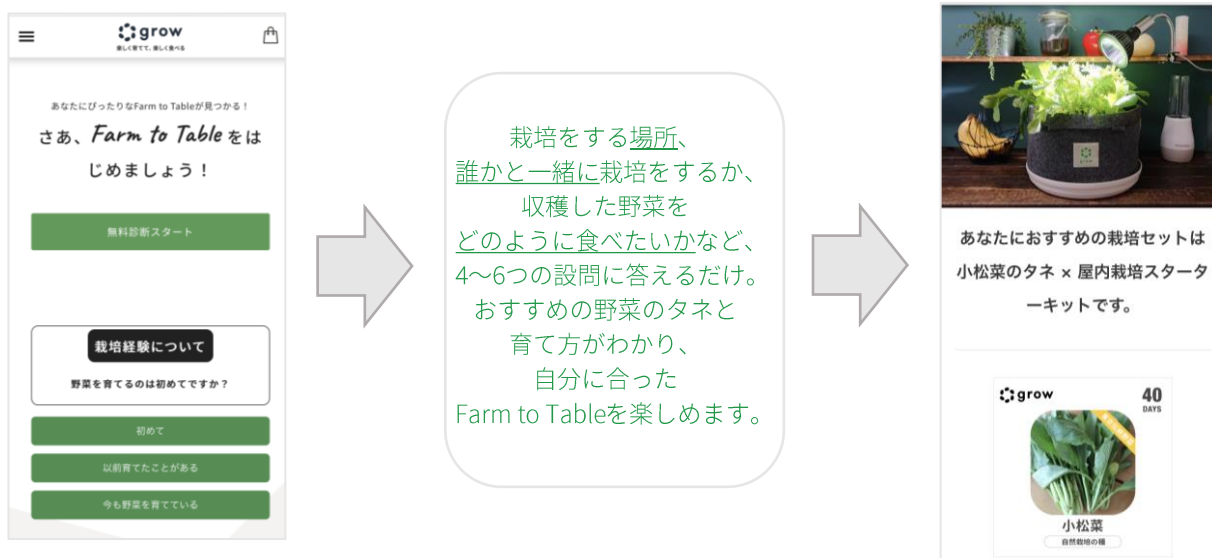 grow
楽しく育てて、楽しく食べる
あなたにぴったりなFarm to Tableが見つかる！
さあ、Farm to Tableをは
じめましょう！
無料診断スタート
栽培経験について
野菜を育てるのは初めてですか？
初めて
以前育てたことがある
今も野菜を育てている
栽培をする場所、
誰かと一緒に栽培をするか、
収穫した野菜を
どのように食べたいかなど、
4〜6つの設問に答えるだけ。
おすすめの野菜のタネと
育て方がわかり、
自分に合った
Farm to Tableを楽しめます。
grow
あなたにおすすめの栽培セットは
小松菜のタネ × 屋内栽培スタータ
ーキットです。
grow
40
DAYS
小松菜
自然栽培の種